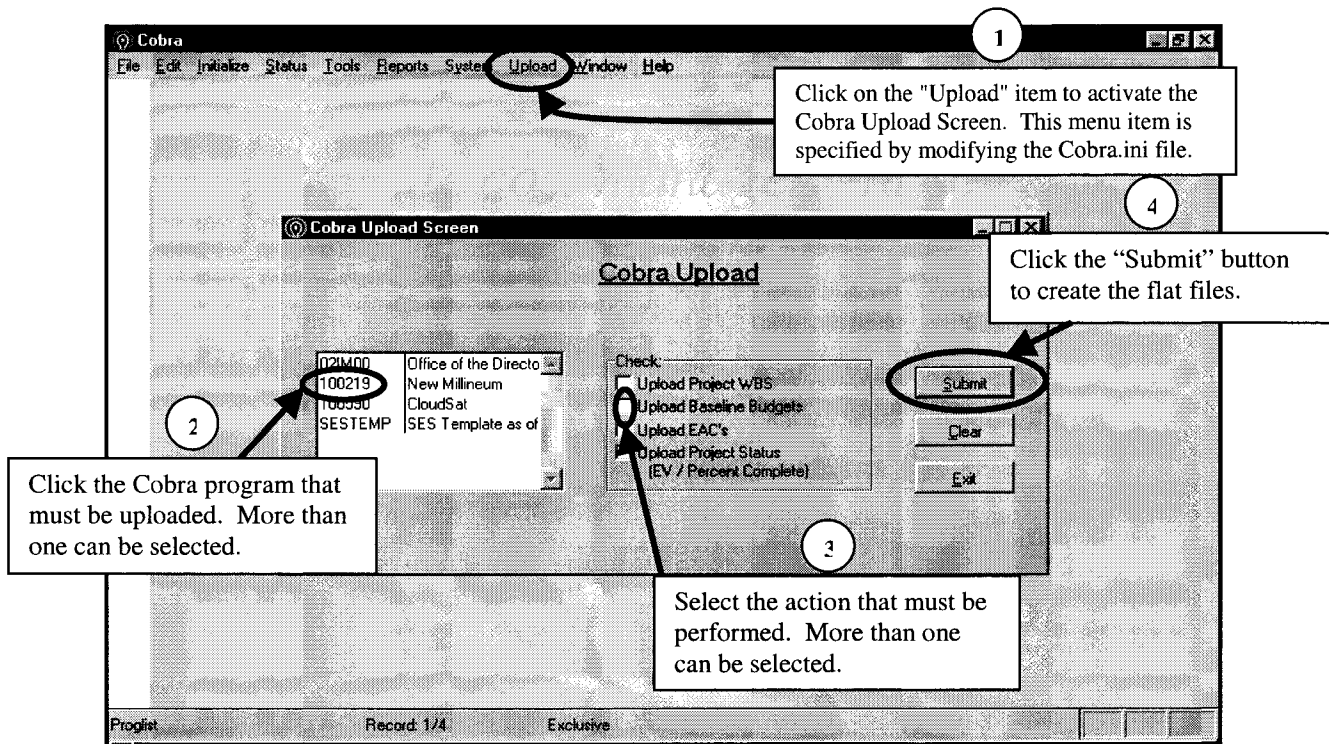 Cobra
File Edit Initialize Status Tools Reports System Upload Window Help
1
Click on the "Upload" item to activate the
Cobra Upload Screen. This menu item is
specified by modifying the Cobra.ini file.
4
Click the “Submit” button
to create the flat files.
Cobra Upload Screen
Cobra Upload
02IM00 Office of the Directo
100219 New Millineum
CloudSat
SESTEMP SES Template as of
Check:
Upload Project WBS
Upload Baseline Budgets
Upload EAC's
Upload Project Status
(EV / Percent Complete)
Submit
Clear
Exit
2
Click the Cobra program that
must be uploaded. More than
one can be selected.
3
Select the action that must be
performed. More than one
can be selected.
Proglist Record: 1/4 Exclusive